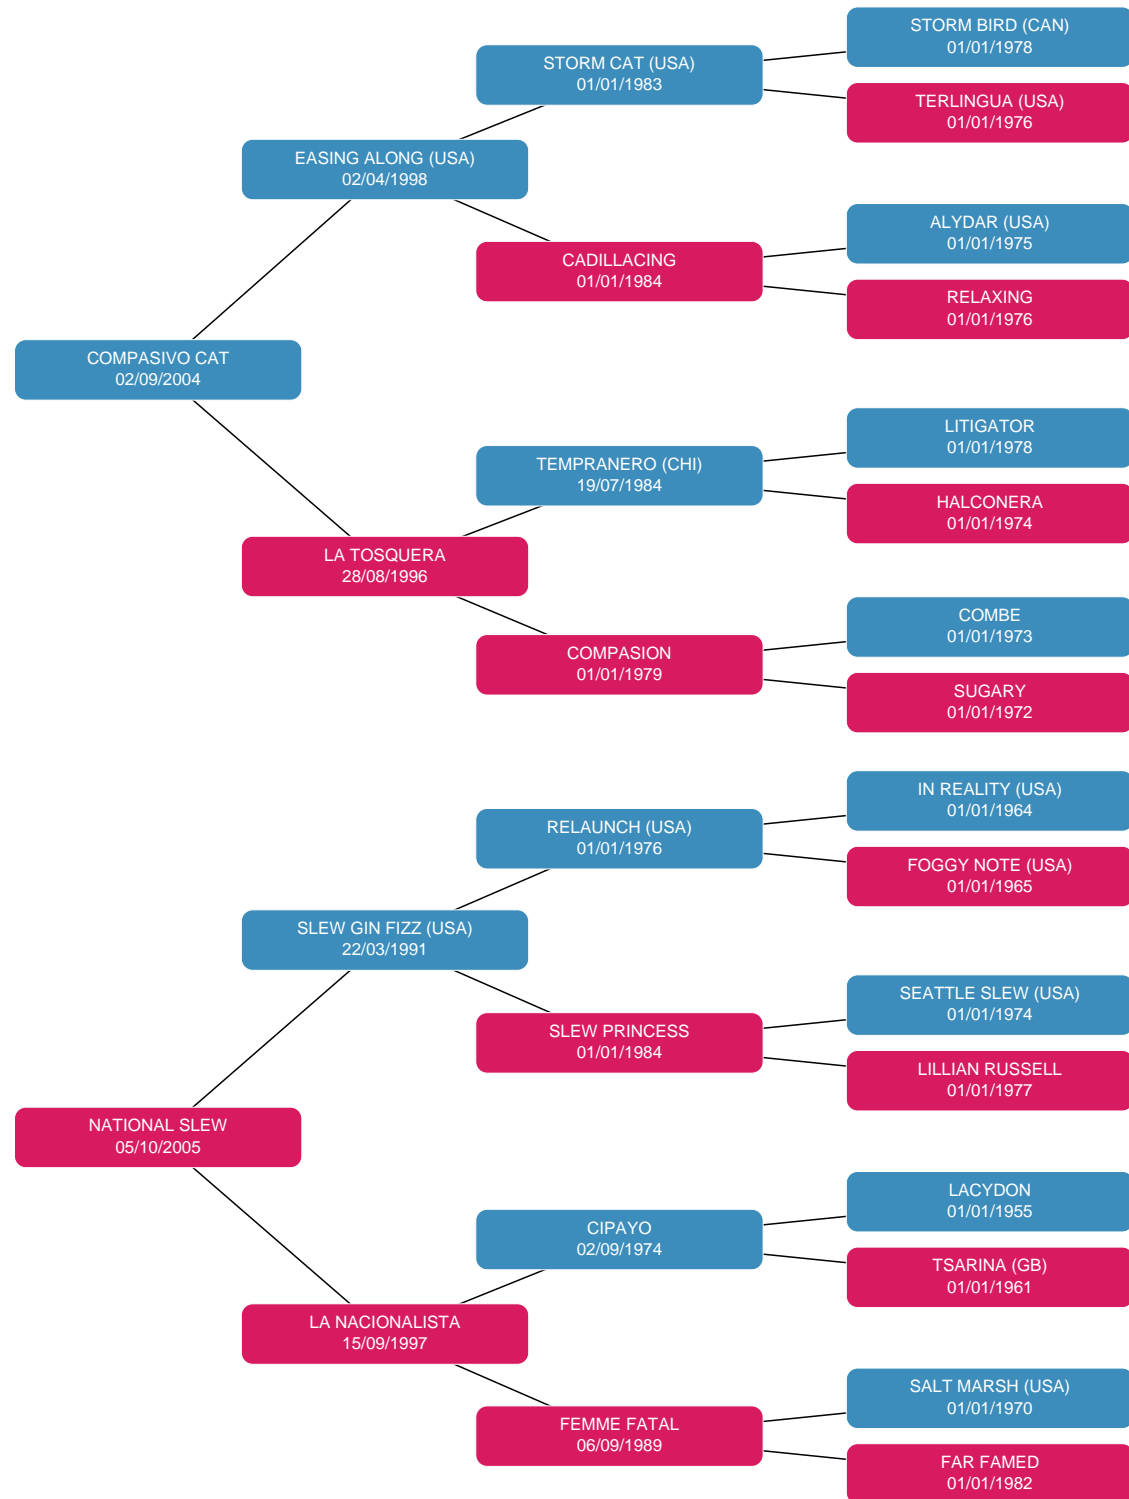 STORM BIRD (CAN)
01/01/1978
STORM CAT (USA)
01/01/1983
TERLINGUA (USA)
01/01/1976
EASING ALONG (USA)
02/04/1998
ALYDAR (USA)
01/01/1975
CADILLACING
01/01/1984
RELAXING
01/01/1976
COMPASIVO CAT
02/09/2004
LITIGATOR
01/01/1978
TEMPRANERO (CHI)
19/07/1984
HALCONERA
01/01/1974
LA TOSQUERA
28/08/1996
COMBE
01/01/1973
COMPASION
01/01/1979
SUGARY
01/01/1972
IN REALITY (USA)
01/01/1964
RELAUNCH (USA)
01/01/1976
FOGGY NOTE (USA)
01/01/1965
SLEW GIN FIZZ (USA)
22/03/1991
SEATTLE SLEW (USA)
01/01/1974
SLEW PRINCESS
01/01/1984
LILLIAN RUSSELL
01/01/1977
NATIONAL SLEW
05/10/2005
LACYDON
01/01/1955
CIPAYO
02/09/1974
TSARINA (GB)
01/01/1961
LA NACIONALISTA
15/09/1997
SALT MARSH (USA)
01/01/1970
FEMME FATAL
06/09/1989
FAR FAMED
01/01/1982